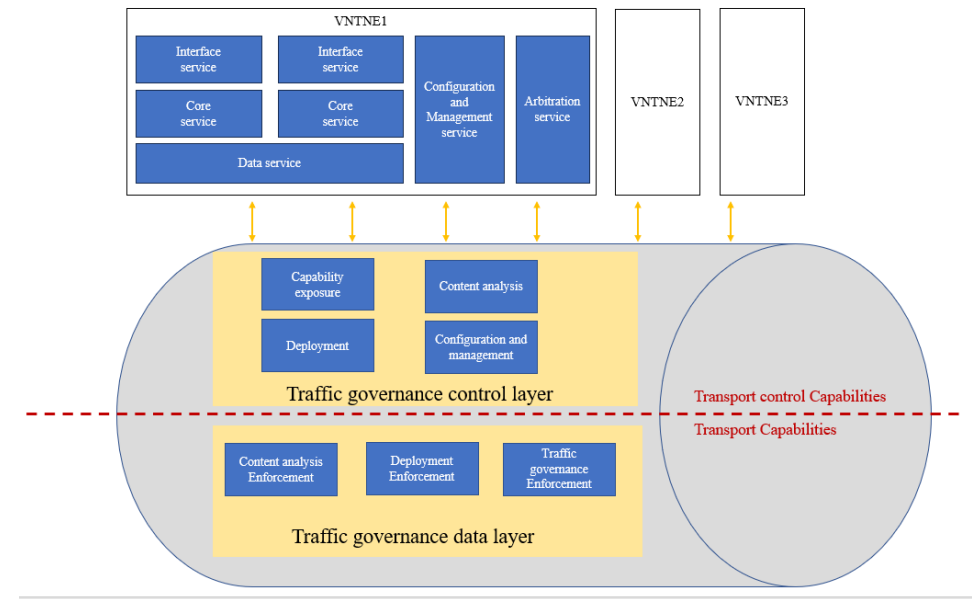 VNTNE1
Interface
service
Interface
service
Core
service
Core
service
Data service
Configuration
and
Management
service
Arbitration
service
VNTNE2
VNTNE3
Capability
exposure
Content analysis
Deployment
Configuration and
management
Traffic governance control layer
Transport control Capabilities
Transport Capabilities
Content analysis
Enforcement
Deployment
Enforcement
Traffic
governance
Enforcement
Traffic governance data layer